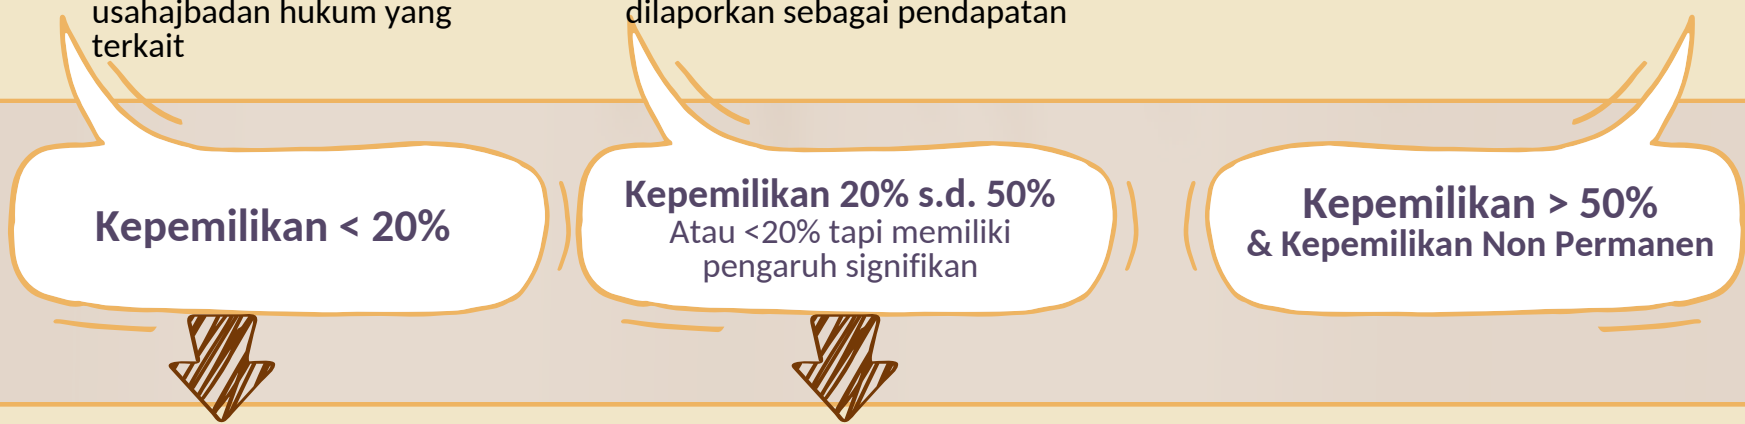 usahajbadan hukum yang
terkait
dilaporkan sebagai pendapatan
Kepemilikan < 20%
Kepemilikan 20% s.d. 50%
Atau <20% tapi memiliki
pengaruh signifikan
Kepemilikan > 50%
& Kepemilikan Non Permanen